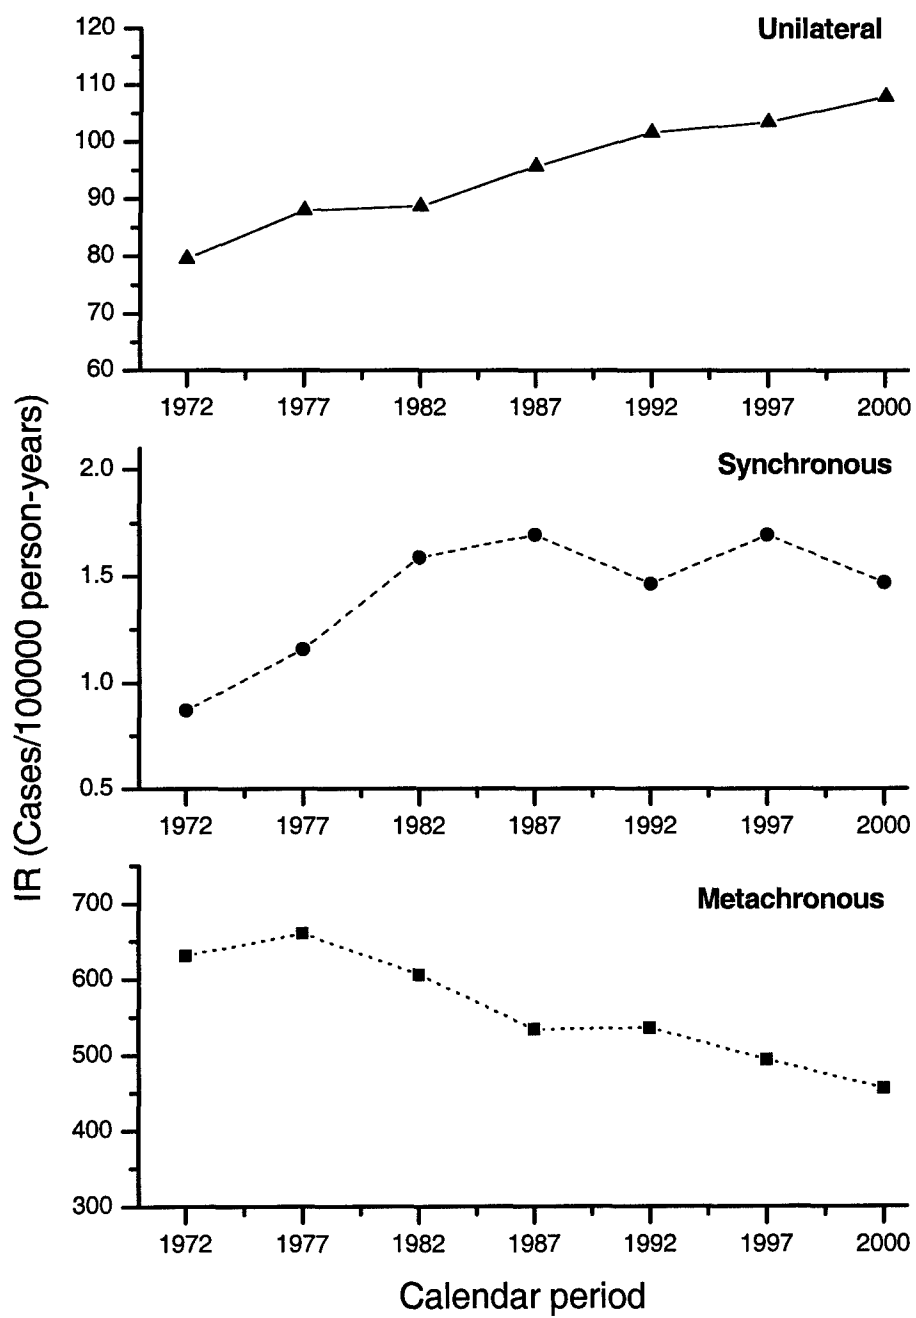 Unilateral
120
110
100
90
80
70
60
1972 1977 1982 1987 1992 1997 2000
IR (Cases/100000 person-years)
Synchronous
2.0
1.5
1.0
0.5
1972 1977 1982 1987 1992 1997 2000
Metachronous
700
600
500
400
300
1972 1977 1982 1987 1992 1997 2000
Calendar period